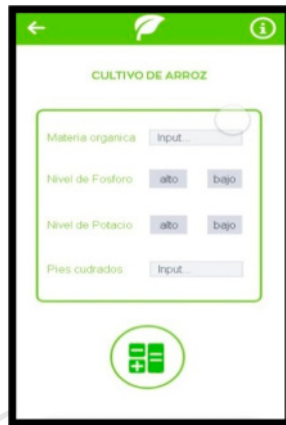 CULTIVO DE ARROZ
Materia organica Input...
Nivel de Fosforo alto bajo
Nivel de Potacio alto bajo
Pies cudrados Input...